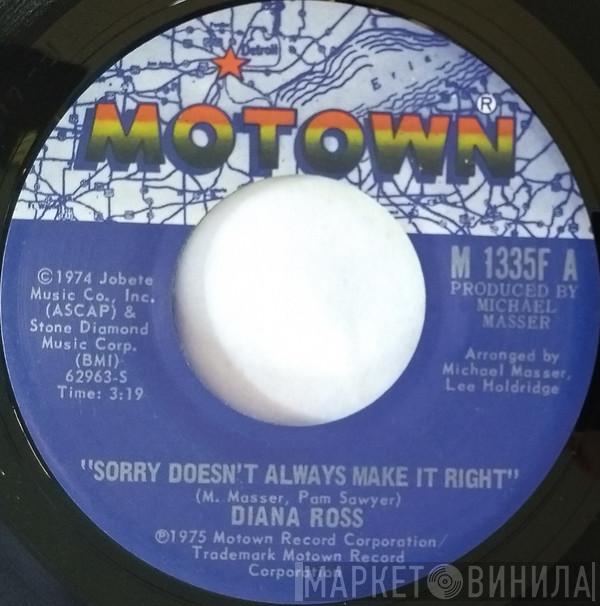 Detroit
Erie
MOTOWN®
M 1335F A
PRODUCED BY
MICHAEL
MASSER
Arranged by
Michael Masser,
Lee Holdridge
©1974 Jobete
Music Co., Inc.
(ASCAP) &
Stone Diamond
Music Corp.
(BMI)
62963-S
Time: 3:19
"SORRY DOESN'T ALWAYS MAKE IT RIGHT"
(M. Masser, Pam Sawyer)
DIANA ROSS
℗1975 Motown Record Corporation/
Trademark Motown Record
Corporation
МАРКЕТ ВИНИЛА